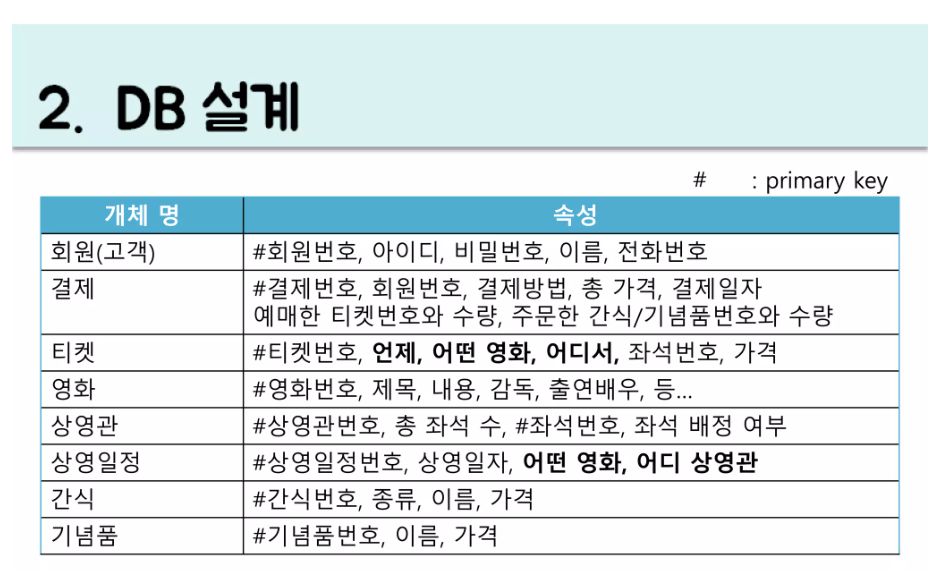 2. DB 설계
# : primary key
개체 명 속성
회원(고객) #회원번호, 아이디, 비밀번호, 이름, 전화번호
결제 #결제번호, 회원번호, 결제방법, 총 가격, 결제일자
예매한 티켓번호와 수량, 주문한 간식/기념품번호와 수량
티켓 #티켓번호, 언제, 어떤 영화, 어디서, 좌석번호, 가격
영화 #영화번호, 제목, 내용, 감독, 출연배우, 등...
상영관 #상영관번호, 총 좌석 수, #좌석번호, 좌석 배정 여부
상영일정 #상영일정번호, 상영일자, 어떤 영화, 어디 상영관
간식 #간식번호, 종류, 이름, 가격
기념품 #기념품번호, 이름, 가격